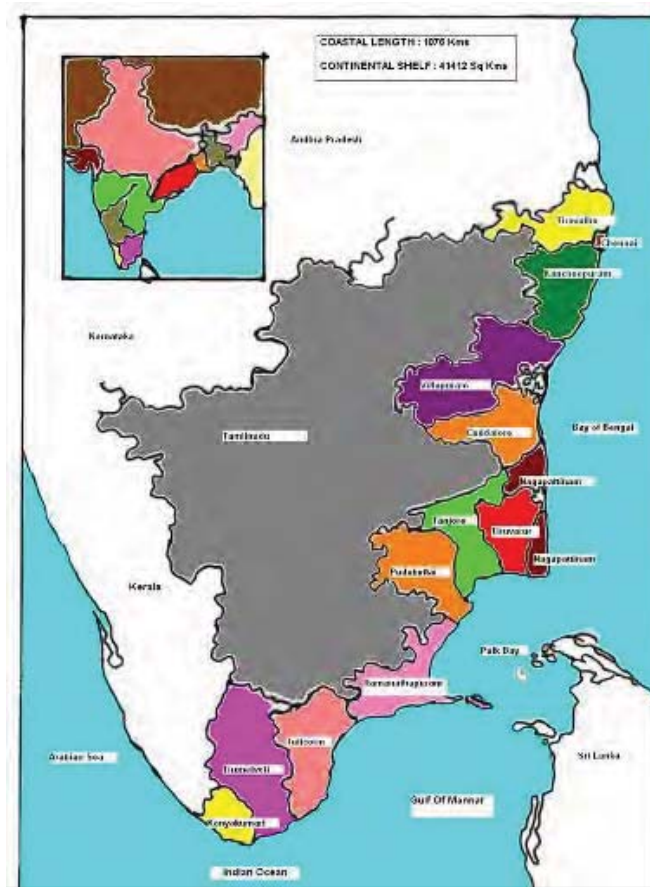 COASTAL LENGTH : 1076 Kms
CONTINENTAL SHELF : 41412 Sq Kms
Andhra Pradesh
Chennai
Kancheepuram
Karnataka
Villupuram
Tamilnadu
Cuddalore
Bay of Bengal
Nagapattinam
Tanjore
Tiruvarur
Nagapattinam
Kerala
Pudukottai
Palk Bay
Ramanathapuram
Tuticorin
Arabian Sea
Tirunelveli
Sri Lanka
Gulf Of Mannar
Kanyakumari
Indian Ocean